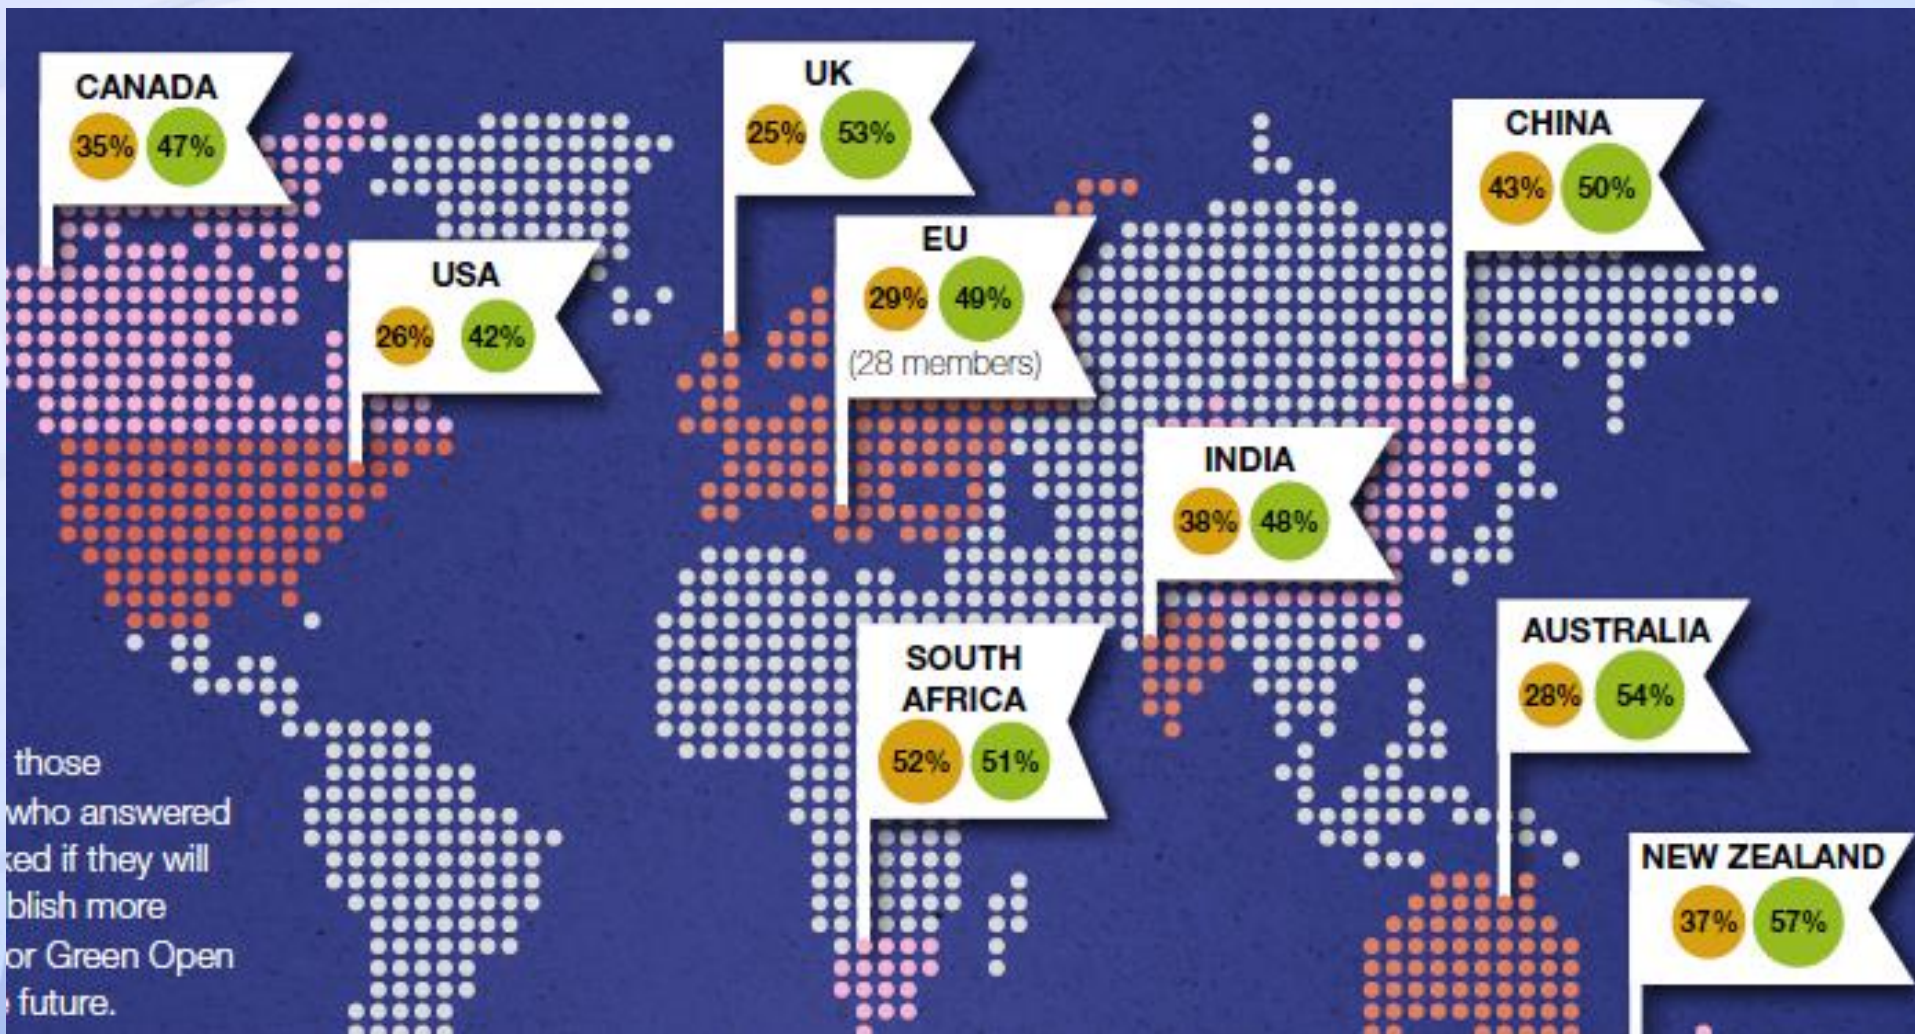 CANADA
35% 47%
UK
25% 53%
CHINA
43% 50%
EU
29% 49%
(28 members)
USA
26% 42%
INDIA
38% 48%
AUSTRALIA
28% 54%
SOUTH
AFRICA
52% 51%
NEW ZEALAND
37% 57%
those
who answered
if they will
more
or Green Open
future.